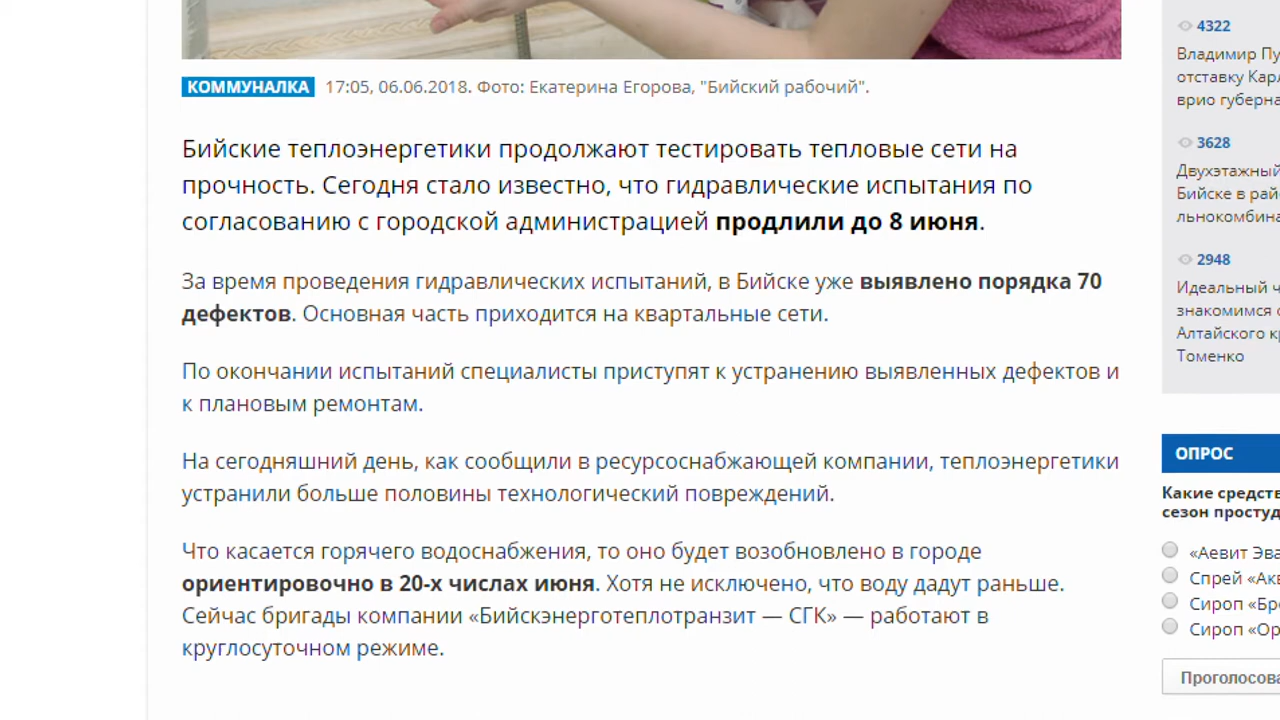 КОММУНАЛКА 17:05, 06.06.2018. Фото: Екатерина Егорова, "Бийский рабочий".
Бийские теплоэнергетики продолжают тестировать тепловые сети на
прочность. Сегодня стало известно, что гидравлические испытания по
согласованию с городской администрацией продлили до 8 июня.
За время проведения гидравлических испытаний, в Бийске уже выявлено порядка 70
дефектов. Основная часть приходится на квартальные сети.
По окончании испытаний специалисты приступят к устранению выявленных дефектов и
к плановым ремонтам.
На сегодняшний день, как сообщили в ресурсоснабжающей компании, теплоэнергетики
устранили больше половины технологический повреждений.
Что касается горячего водоснабжения, то оно будет возобновлено в городе
ориентировочно в 20-х числах июня. Хотя не исключено, что воду дадут раньше.
Сейчас бригады компании «Бийскэнерготеплотранзит — СГК» — работают в
круглосуточном режиме.
4322
Владимир Пу
отставку Кар
врио губерна
3628
Двухэтажный
Бийске в рай
льнокомбина
2948
Идеальный ч
знакомимся с
Алтайского к
Томенко
ОПРОС
Какие средств
сезон простуд
«Аевит Эва
Спрей «Акв
Сироп «Бро
Сироп «Ор
Проголосова